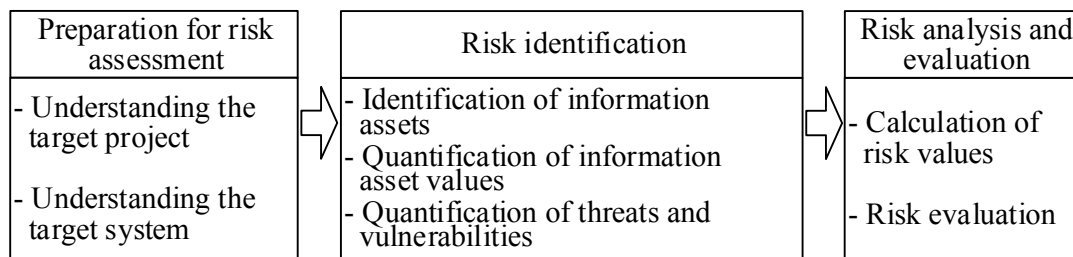 Preparation for risk
assessment
- Understanding the
target project
- Understanding the
target system
Risk identification
- Identification of information
assets
- Quantification of information
asset values
- Quantification of threats and
vulnerabilities
Risk analysis and
evaluation
- Calculation of
risk values
- Risk evaluation